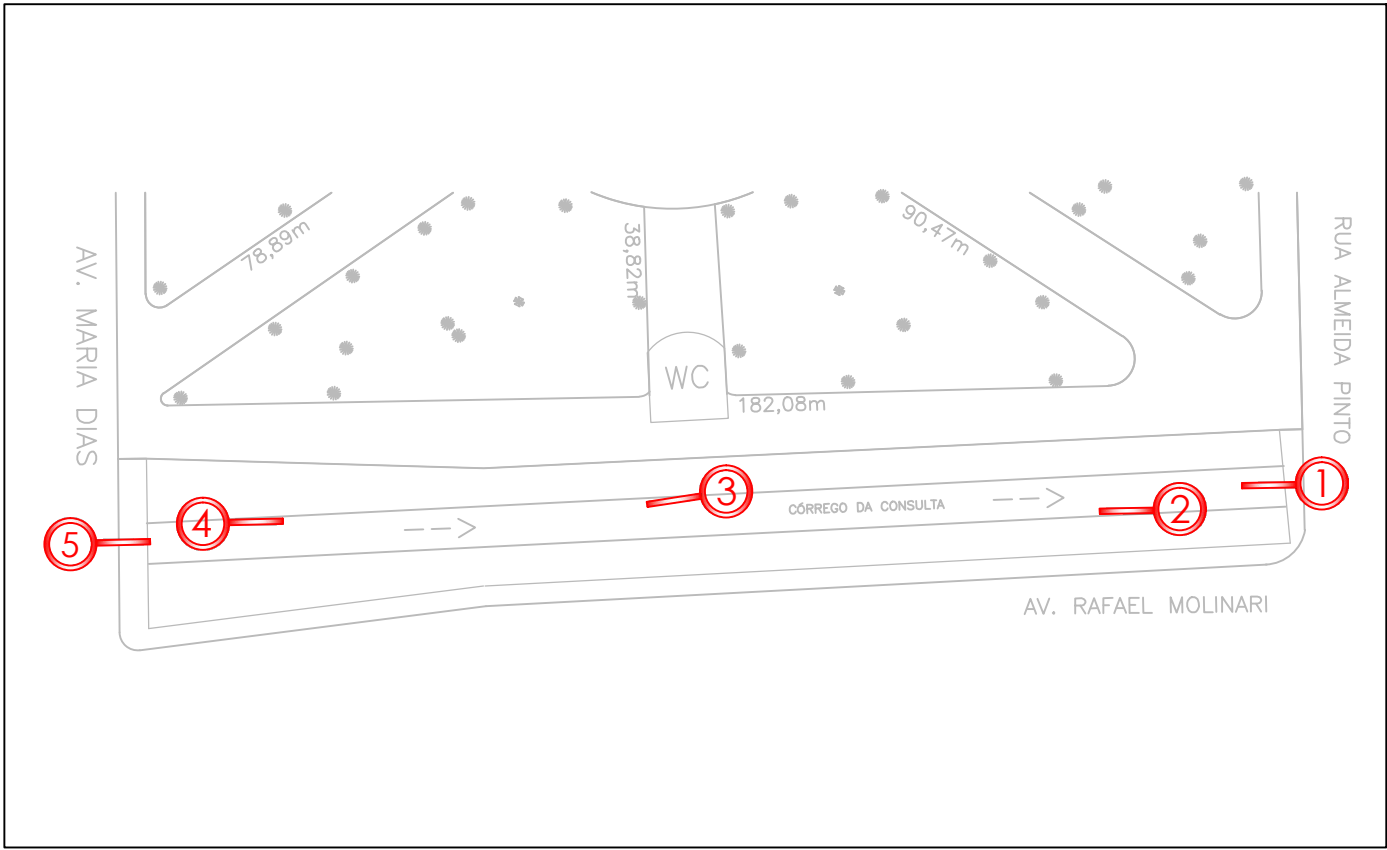 78,89m
38,82m
90,47m
AV. MARIA DIAS
RUA ALMEIDA PINTO
WC
182,08m
1
3
2
CÓRREGO DA CONSULTA
4
5
AV. RAFAEL MOLINARI